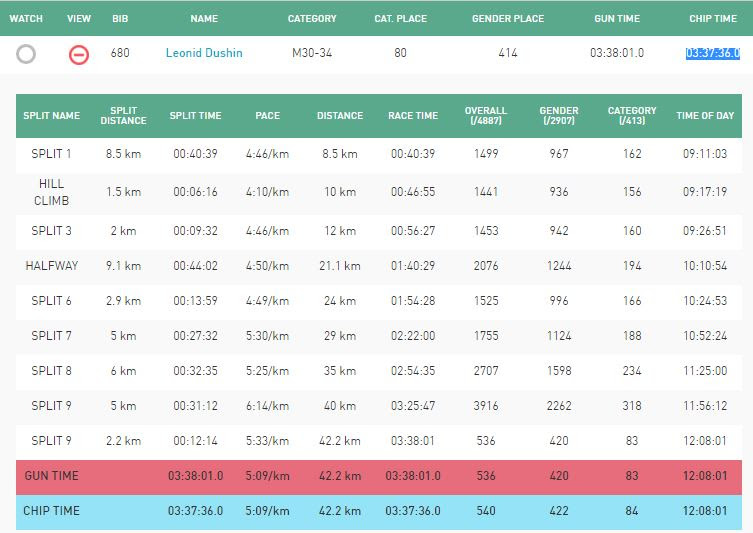 WATCH VIEW BIB NAME CATEGORY CAT. PLACE GENDER PLACE GUN TIME CHIP TIME
680 Leonid Dushin M30-34 80 414 03:38:01.0 03:37:36.0
SPLIT NAME SPLIT DISTANCE SPLIT TIME PACE DISTANCE RACE TIME OVERALL (/4887) GENDER (/2907) CATEGORY (/413) TIME OF DAY
SPLIT 1 8.5 km 00:40:39 4:46/km 8.5 km 00:40:39 1499 967 162 09:11:03
HILL CLIMB 1.5 km 00:06:16 4:10/km 10 km 00:46:55 1441 936 156 09:17:19
SPLIT 3 2 km 00:09:32 4:46/km 12 km 00:56:27 1453 942 160 09:26:51
HALFWAY 9.1 km 00:44:02 4:50/km 21.1 km 01:40:29 2076 1244 194 10:10:54
SPLIT 6 2.9 km 00:13:59 4:49/km 24 km 01:54:28 1525 996 166 10:24:53
SPLIT 7 5 km 00:27:32 5:30/km 29 km 02:22:00 1755 1124 188 10:52:24
SPLIT 8 6 km 00:32:35 5:25/km 35 km 02:54:35 2707 1598 234 11:25:00
SPLIT 9 5 km 00:31:12 6:14/km 40 km 03:25:47 3916 2262 318 11:56:12
SPLIT 9 2.2 km 00:12:14 5:33/km 42.2 km 03:38:01 536 420 83 12:08:01
GUN TIME 03:38:01.0 5:09/km 42.2 km 03:38:01.0 536 420 83 12:08:01
CHIP TIME 03:37:36.0 5:09/km 42.2 km 03:37:36.0 540 422 84 12:08:01